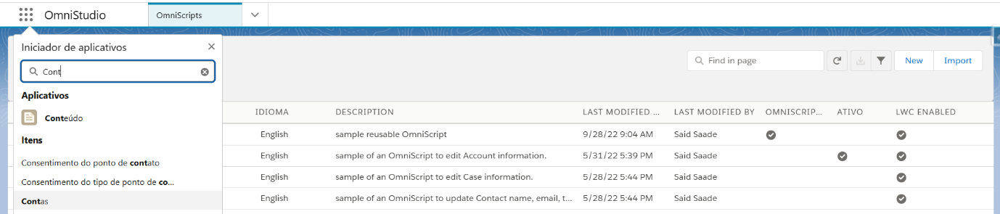 OmniStudio
OmniScripts
Iniciador de aplicativos
Cont
Aplicativos
Conteúdo
Itens
Consentimento do ponto de contato
Consentimento do tipo de ponto de co...
Contas
Find in page
New
Import
IDIOMA DESCRIPTION LAST MODIFIED ... LAST MODIFIED BY OMNISCRIP... ATIVO LWC ENABLED
English sample reusable OmniScript 9/28/22 9:04 AM Said Saade
English sample of an OmniScript to edit Account information. 5/31/22 5:39 PM Said Saade
English sample of an OmniScript to edit Case information. 5/28/22 5:44 PM Said Saade
English sample of an OmniScript to update Contact name, email, t... 5/28/22 5:44 PM Said Saade